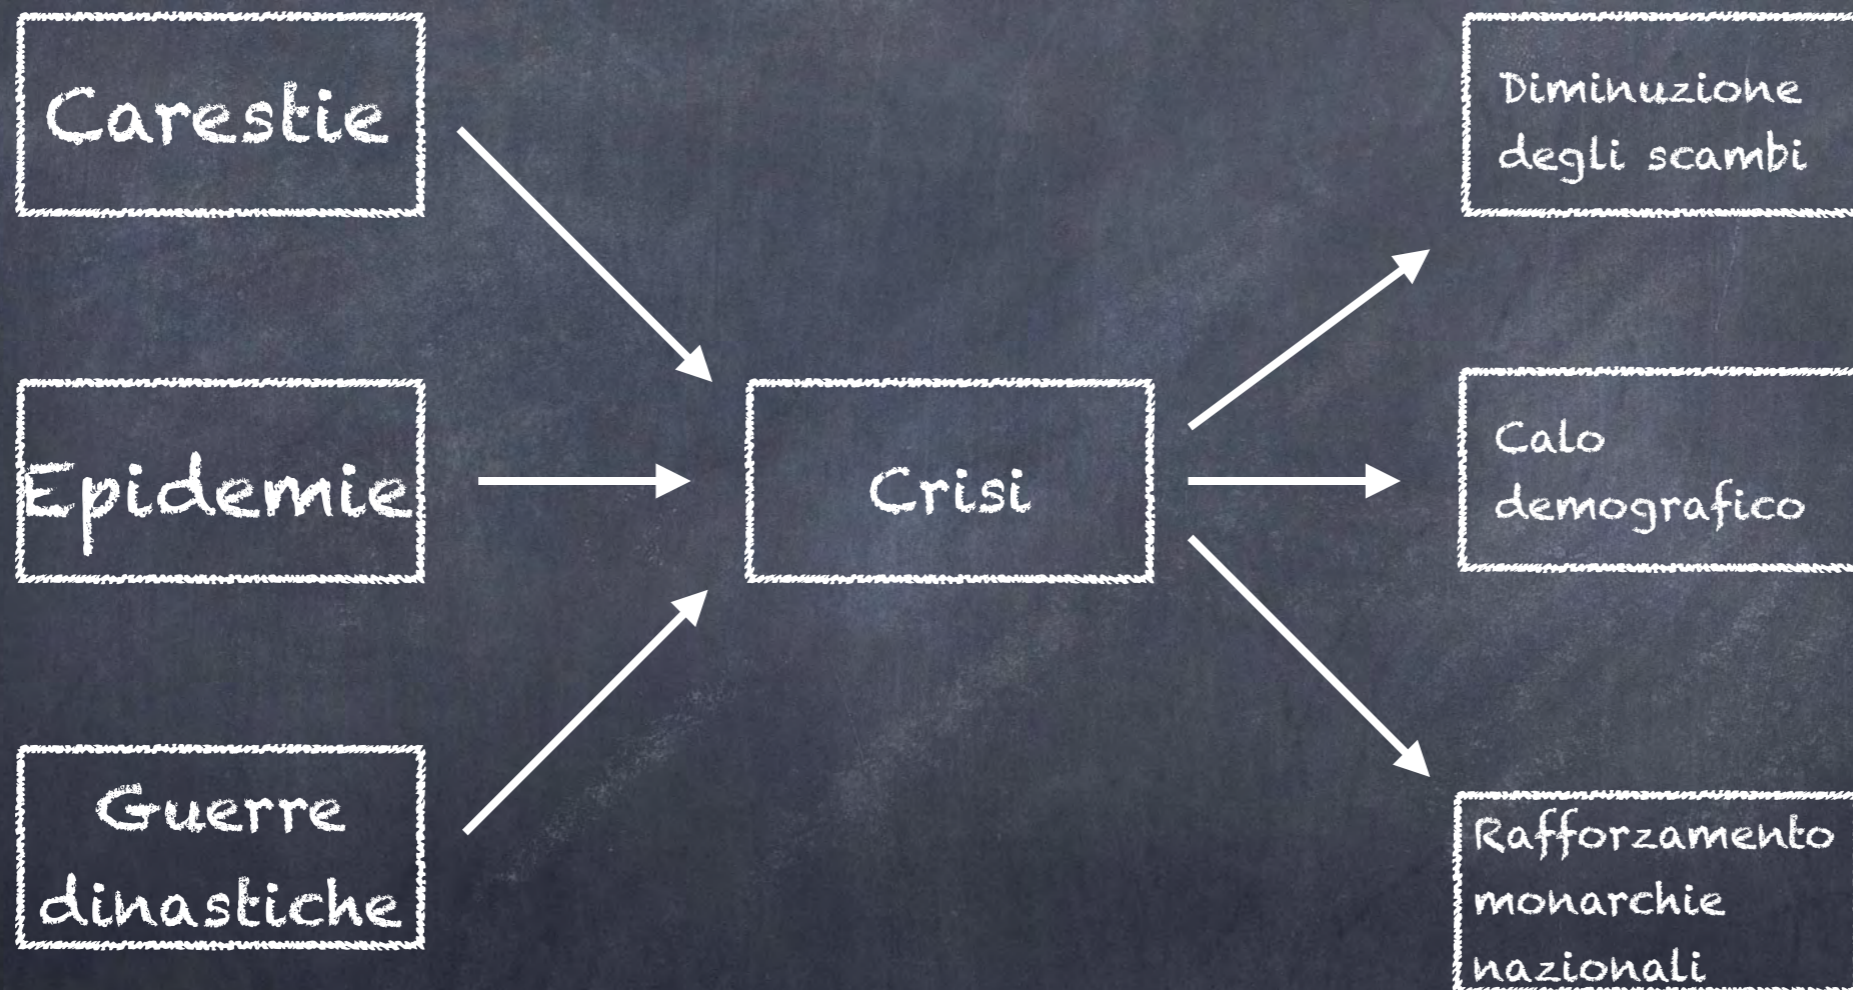 Carestie
Epidemie
Guerre
dinastiche
Crisi
Diminuzione
degli scambi
Calo
demografico
Rafforzamento
monarchie
nazionali